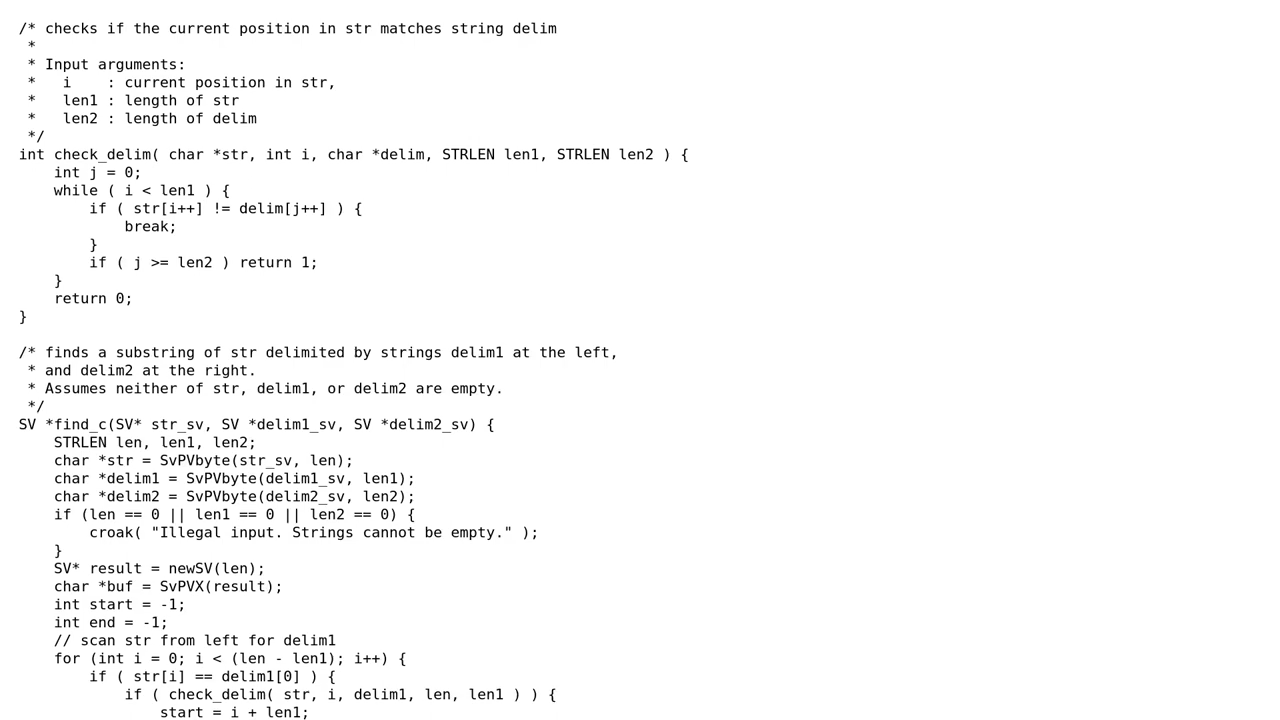 /* checks if the current position in str matches string delim
 *
 * Input arguments:
 *   i    : current position in str,
 *   len1 : length of str
 *   len2 : length of delim
 */
int check_delim( char *str, int i, char *delim, STRLEN len1, STRLEN len2 ) {
    int j = 0;
    while ( i < len1 ) {
        if ( str[i++] != delim[j++] ) {
            break;
        }
        if ( j >= len2 ) return 1;
    }
    return 0;
}

/* finds a substring of str delimited by strings delim1 at the left,
 * and delim2 at the right.
 * Assumes neither of str, delim1, or delim2 are empty.
 */
SV *find_c(SV* str_sv, SV *delim1_sv, SV *delim2_sv) {
    STRLEN len, len1, len2;
    char *str = SvPVbyte(str_sv, len);
    char *delim1 = SvPVbyte(delim1_sv, len1);
    char *delim2 = SvPVbyte(delim2_sv, len2);
    if (len == 0 || len1 == 0 || len2 == 0) {
        croak( "Illegal input. Strings cannot be empty." );
    }
    SV* result = newSV(len);
    char *buf = SvPVX(result);
    int start = -1;
    int end = -1;
    // scan str from left for delim1
    for (int i = 0; i < (len - len1); i++) {
        if ( str[i] == delim1[0] ) {
            if ( check_delim( str, i, delim1, len, len1 ) ) {
                start = i + len1;